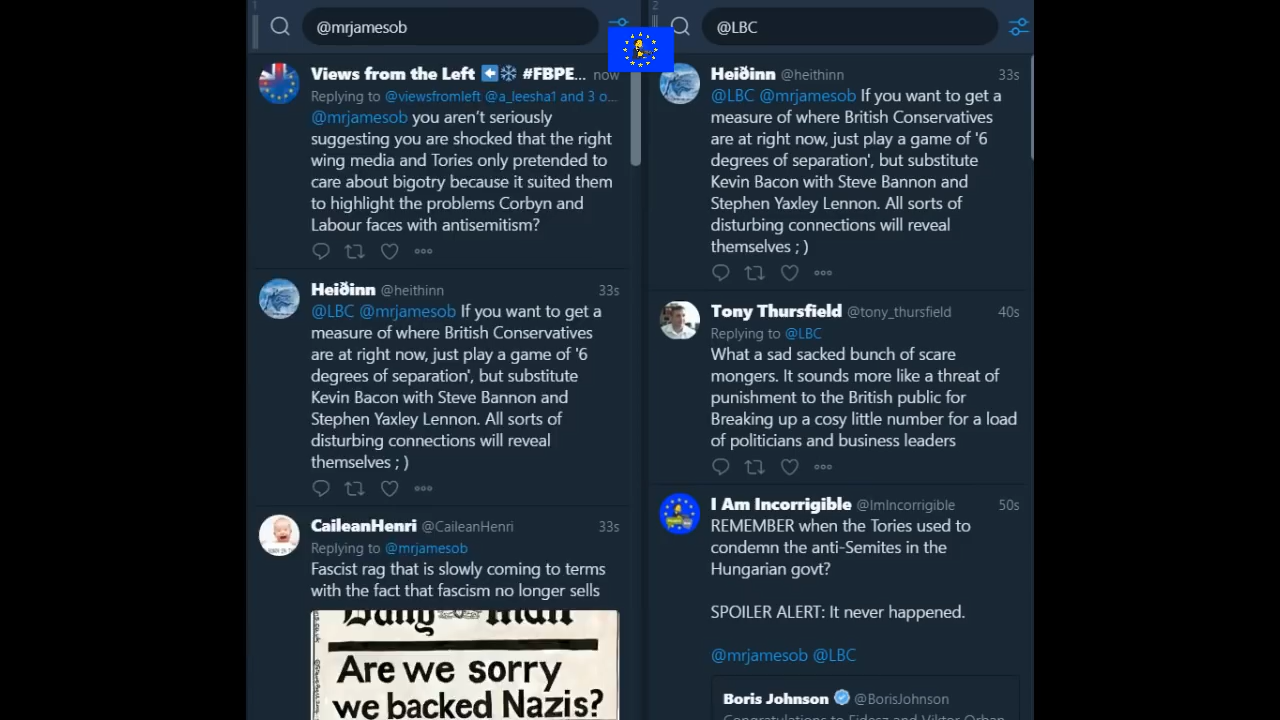 1
@mrjamesob
Views from the Left ⬅️❄️ #FBPE... now
Replying to @viewsfromleft @a_leesha1 and 3 o...
@mrjamesob you aren't seriously
suggesting you are shocked that the right
wing media and Tories only pretended to
care about bigotry because it suited them
to highlight the problems Corbyn and
Labour faces with antisemitism?
Heiðinn @heithinn 33s
@LBC @mrjamesob If you want to get a
measure of where British Conservatives
are at right now, just play a game of '6
degrees of separation', but substitute
Kevin Bacon with Steve Bannon and
Stephen Yaxley Lennon. All sorts of
disturbing connections will reveal
themselves ; )
CaileanHenri @CaileanHenri 33s
Replying to @mrjamesob
Fascist rag that is slowly coming to terms
with the fact that fascism no longer sells
Daily Mail
Are we sorry
we backed Nazis?
2
@LBC
Heiðinn @heithinn 33s
@LBC @mrjamesob If you want to get a
measure of where British Conservatives
are at right now, just play a game of '6
degrees of separation', but substitute
Kevin Bacon with Steve Bannon and
Stephen Yaxley Lennon. All sorts of
disturbing connections will reveal
themselves ; )
Tony Thursfield @tony_thursfield 40s
Replying to @LBC
What a sad sacked bunch of scare
mongers. It sounds more like a threat of
punishment to the British public for
Breaking up a cosy little number for a load
of politicians and business leaders
I Am Incorrigible @ImIncorrigible 50s
REMEMBER when the Tories used to
condemn the anti-Semites in the
Hungarian govt?
SPOILER ALERT: It never happened.
@mrjamesob @LBC
Boris Johnson @BorisJohnson
Congratulations to Fidesz and Viktor Orban